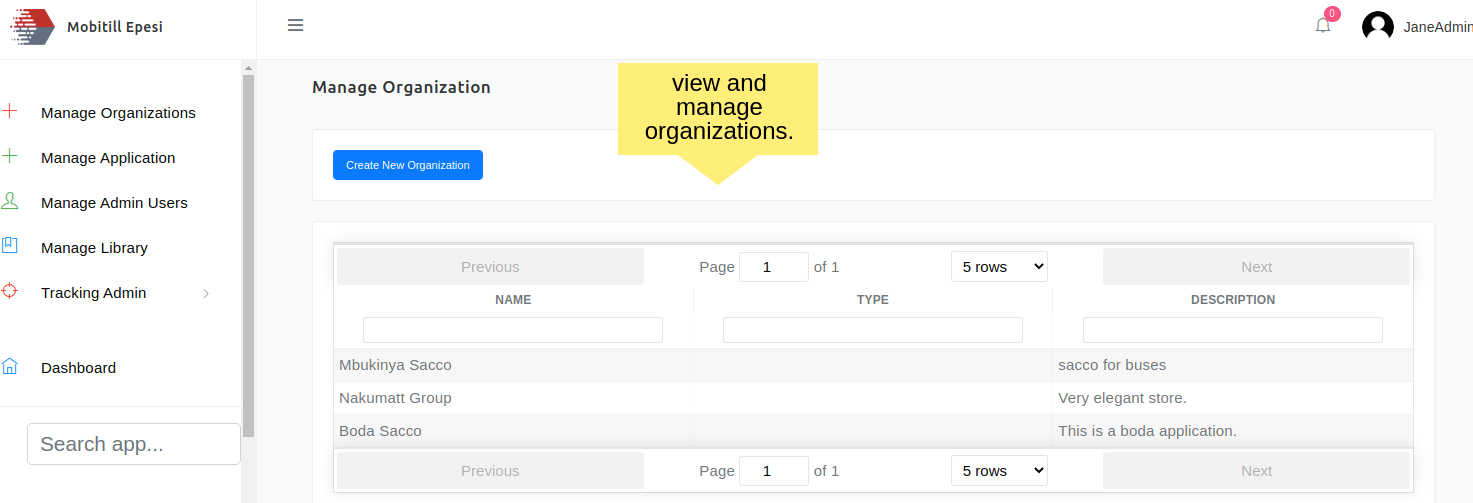 Mobitill Epesi
0
JaneAdmin
Manage Organizations
Manage Application
Manage Admin Users
Manage Library
Tracking Admin
Dashboard
Search app...
Manage Organization
view and
manage
organizations.
Create New Organization
Previous Page 1 of 1 5 rows Next
NAME TYPE DESCRIPTION
Mbukinya Sacco sacco for buses
Nakumatt Group Very elegant store.
Boda Sacco This is a boda application.
Previous Page 1 of 1 5 rows Next